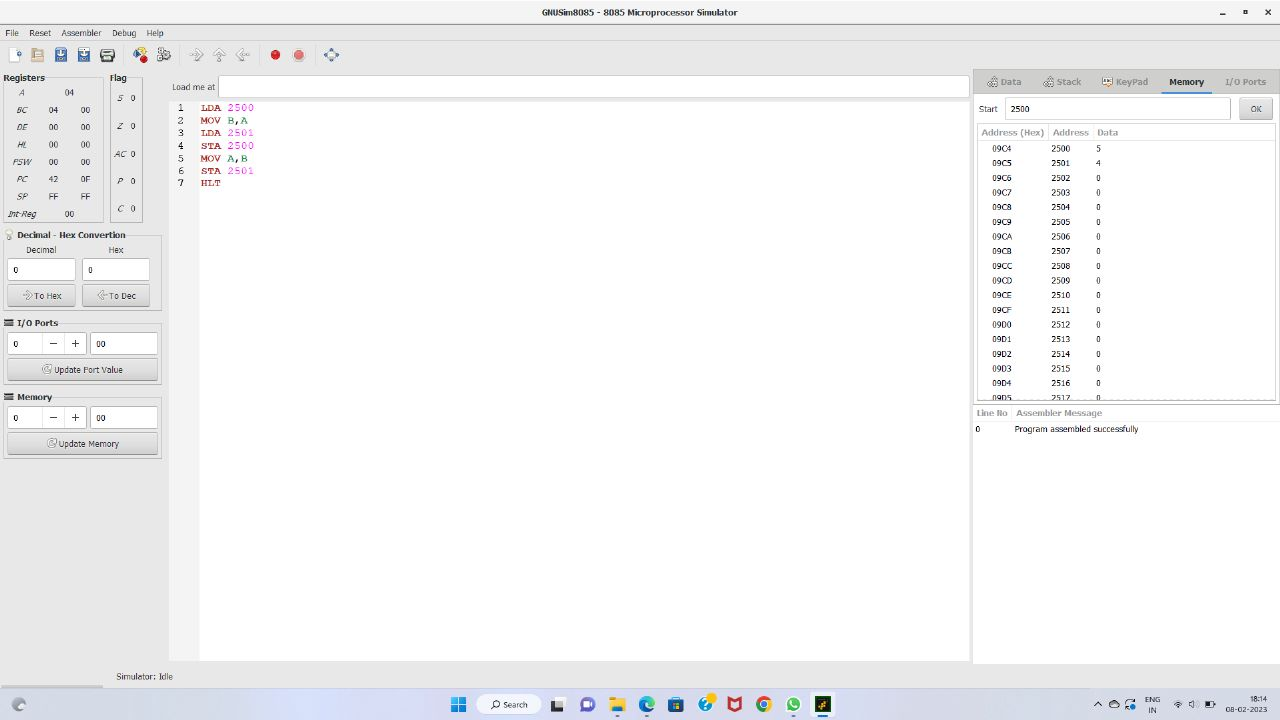 GNUSim8085 - 8085 Microprocessor Simulator
File Reset Assembler Debug Help
Registers
A 04
BC 04 00
DE 00 00
HL 00 00
PSW 00 00
PC 42 0F
SP FF FF
Int-Reg 00
Flag
S 0
Z 0
AC 0
P 0
C 0
Decimal - Hex Convertion
Decimal Hex
0 0
To Hex To Dec
I/O Ports
0 − + 00
Update Port Value
Memory
0 − + 00
Update Memory
Load me at
1 LDA 2500
2 MOV B,A
3 LDA 2501
4 STA 2500
5 MOV A,B
6 STA 2501
7 HLT
Data Stack KeyPad Memory I/O Ports
Start 2500 OK
Address (Hex) Address Data
09C4 2500 5
09C5 2501 4
09C6 2502 0
09C7 2503 0
09C8 2504 0
09C9 2505 0
09CA 2506 0
09CB 2507 0
09CC 2508 0
09CD 2509 0
09CE 2510 0
09CF 2511 0
09D0 2512 0
09D1 2513 0
09D2 2514 0
09D3 2515 0
09D4 2516 0
09D5 2517 0
Line No Assembler Message
0 Program assembled successfully
Simulator: Idle
Search
ENG
IN
18:14
08-02-2023